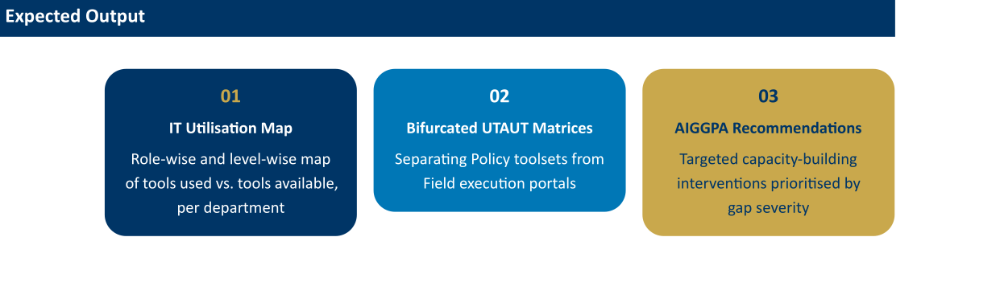 Expected Output
01
IT Utilisation Map
Role-wise and level-wise map
of tools used vs. tools available,
per department
02
Bifurcated UTAUT Matrices
Separating Policy toolsets from
Field execution portals
03
AIGGPA Recommendations
Targeted capacity-building
interventions prioritised by
gap severity